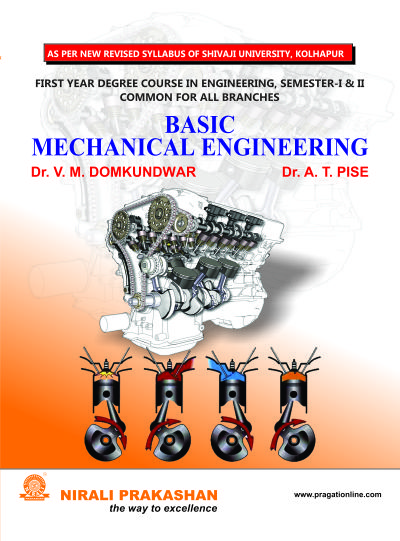 AS PER NEW REVISED SYLLABUS OF SHIVAJI UNIVERSITY, KOLHAPUR
FIRST YEAR DEGREE COURSE IN ENGINEERING, SEMESTER-I & II
COMMON FOR ALL BRANCHES
BASIC
MECHANICAL ENGINEERING
Dr. V. M. DOMKUNDWAR Dr. A. T. PISE
NIRALI PRAKASHAN
the way to excellence
www.pragationline.com